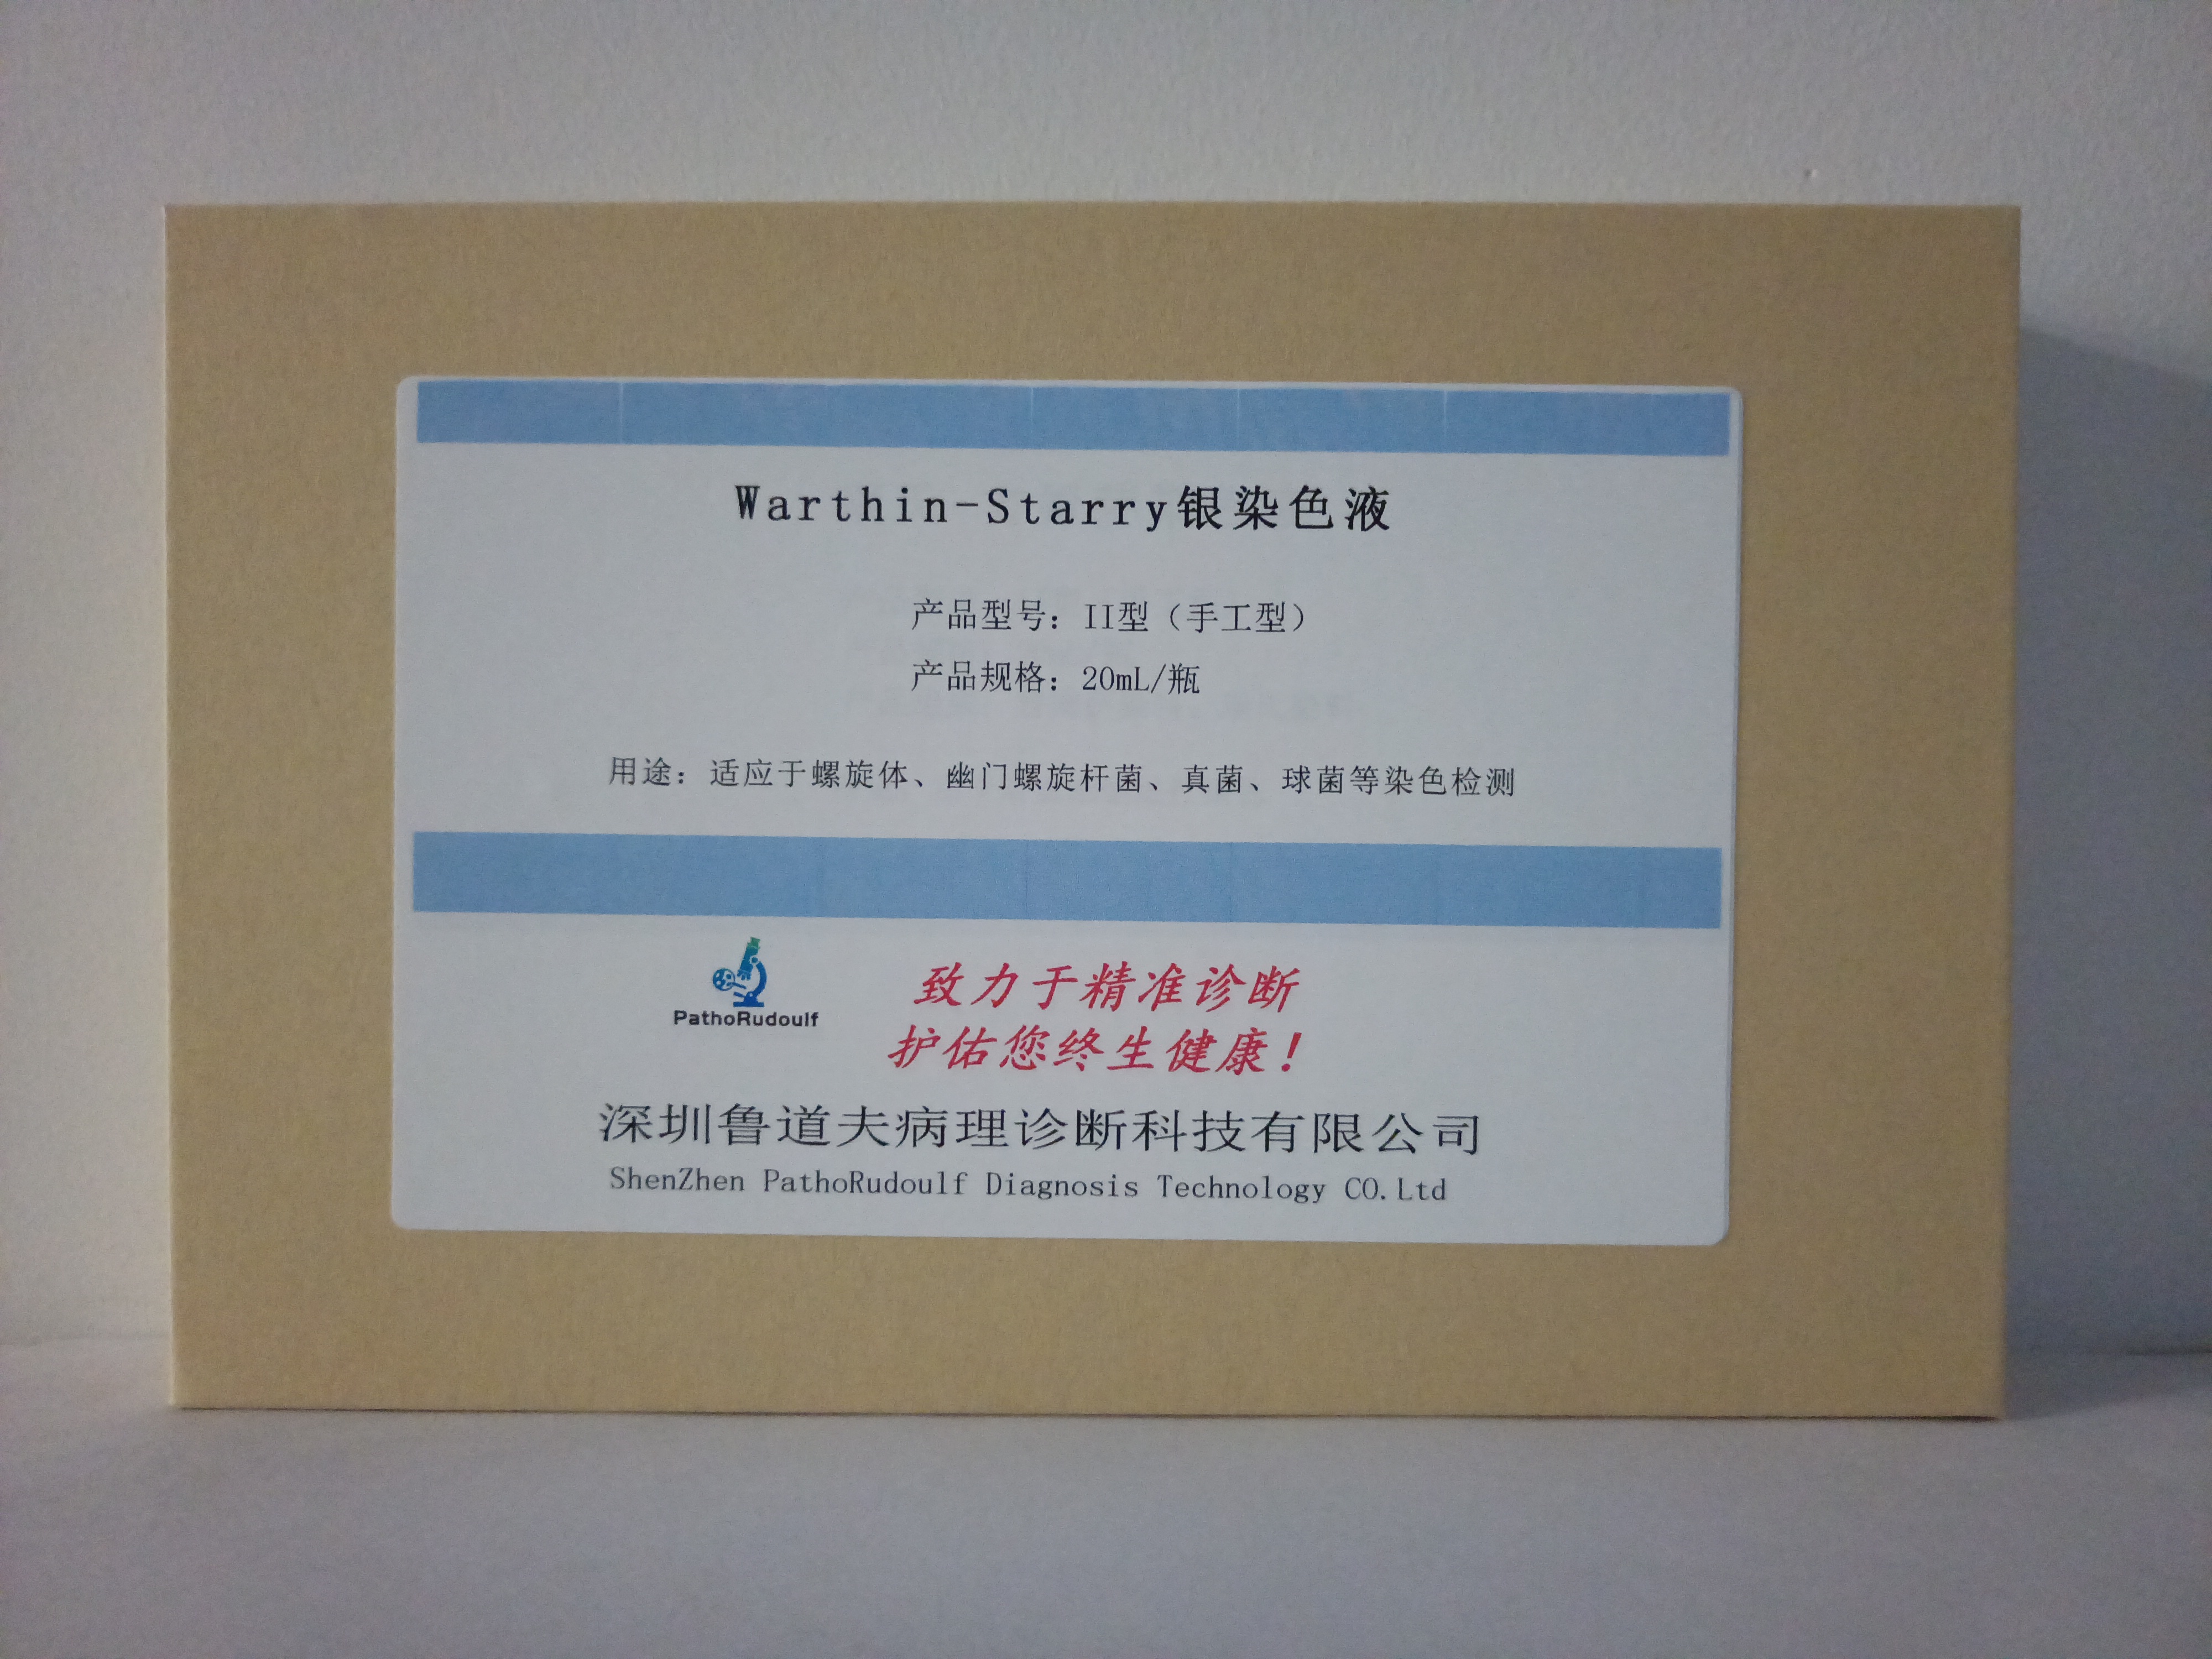 Warthin-Starry银染色液
产品型号：II型（手工型）
产品规格：20mL/瓶
用途：适应于螺旋体、幽门螺旋杆菌、真菌、球菌等染色检测
PathoRudoulf
致力于精准诊断
护佑您终生健康！
深圳鲁道夫病理诊断科技有限公司
ShenZhen PathoRudoulf Diagnosis Technology CO.Ltd